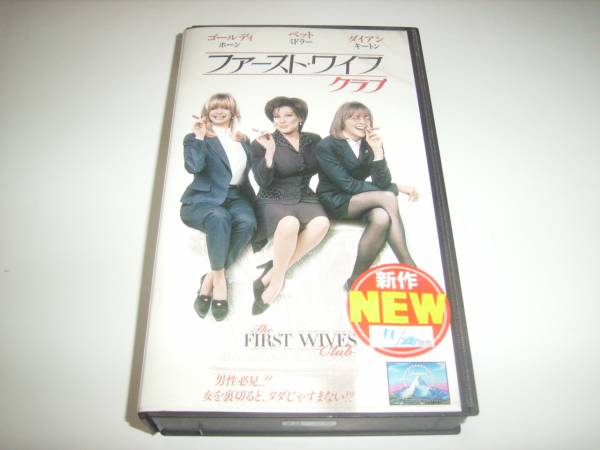 ゴールディ ベット ダイアン
ホーン ミドラー キートン
ファースト・ワイフ
クラブ
新作
NEW
The
FIRST WIVES
Club
男性必見…!!
女を裏切ると、タダじゃすまない!?